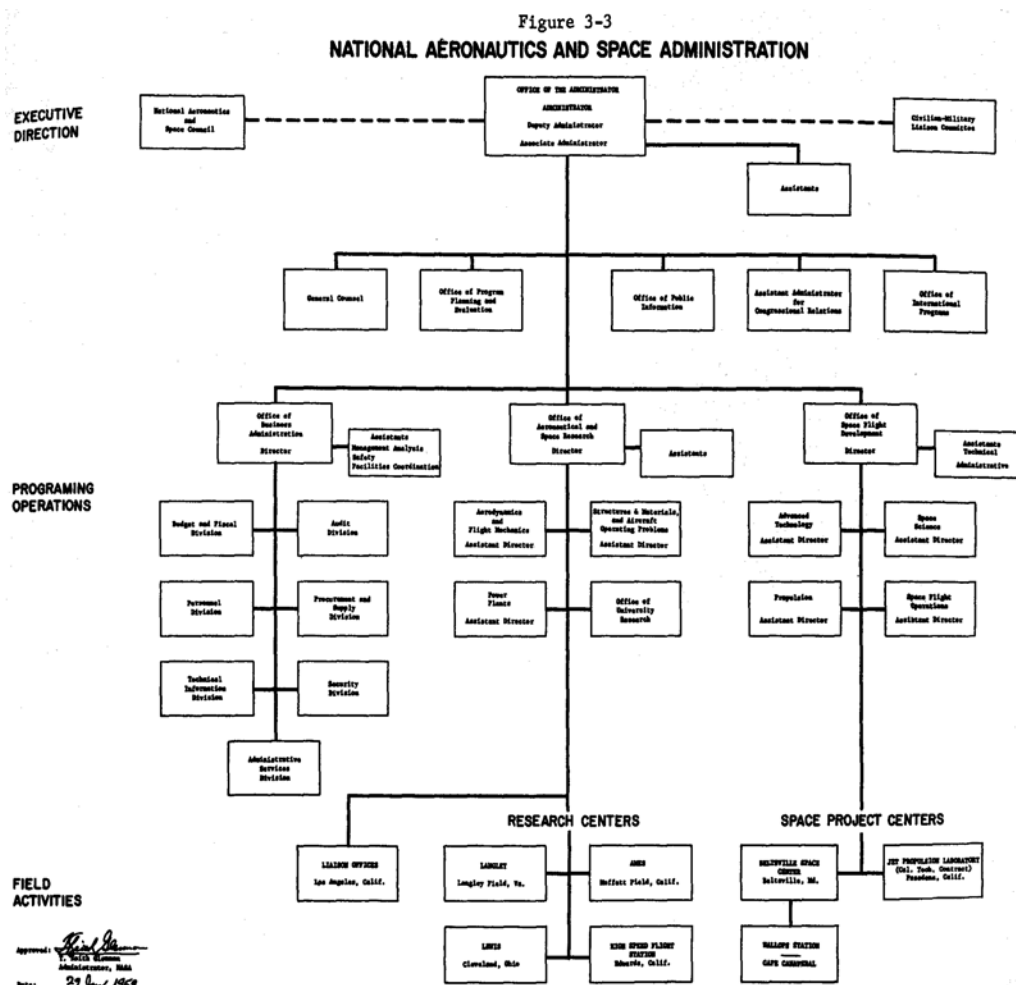 Figure 3-3
NATIONAL AERONAUTICS AND SPACE ADMINISTRATION
EXECUTIVE
DIRECTION
National Aeronautics
and
Space Council
OFFICE OF THE ADMINISTRATOR
ADMINISTRATOR
Deputy Administrator
Associate Administrator
Civilian-Military
Liaison Committee
Assistants
General Counsel
Office of Program
Planning and
Evaluation
Office of Public
Information
Assistant Administrator
for
Congressional Relations
Office of
International
Programs
PROGRAMING
OPERATIONS
Office of
Business
Administration
Director
Assistants
Management Analysis
Safety
Facilities Coordination
Office of
Aeronautical and
Space Research
Director
Assistants
Office of
Space Flight
Development
Director
Assistants
Technical
Administrative
Budget and Fiscal
Division
Audit
Division
Aerodynamics
and
Flight Mechanics
Assistant Director
Structures & Materials,
and Aircraft
Operating Problems
Assistant Director
Advanced
Technology
Assistant Director
Space
Science
Assistant Director
Personnel
Division
Procurement and
Supply
Division
Power
Plants
Assistant Director
Office of
University
Research
Propulsion
Assistant Director
Space Flight
Operations
Assistant Director
Technical
Information
Division
Security
Division
Administrative
Services
Division
RESEARCH CENTERS
SPACE PROJECT CENTERS
FIELD
ACTIVITIES
LIAISON OFFICES
Los Angeles, Calif.
LANGLEY
Langley Field, Va.
AMES
Moffett Field, Calif.
BELTSVILLE SPACE
CENTER
Beltsville, Md.
JET PROPULSION LABORATORY
(Cal. Tech. Contract)
Pasadena, Calif.
LEWIS
Cleveland, Ohio
HIGH SPEED FLIGHT
STATION
Edwards, Calif.
WALLOPS STATION
CAPE CANAVERAL
Approved:
T. Keith Glennan
Administrator, NASA
Date: 1959